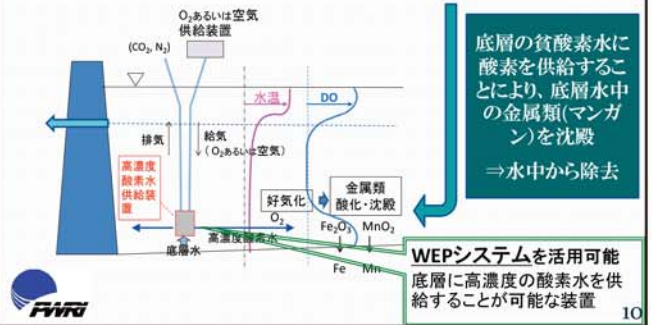 O₂あるいは空気
供給装置
(CO₂, N₂)
水温
DO
排気
給気
(O₂あるいは空気)
高濃度
酸素水
供給装
置
好気化
O₂
金属類
酸化・沈殿
Fe₂O₃ MnO₂
高濃度酸素水
底層水
Fe Mn
底層の貧酸素水に
酸素を供給するこ
とにより、底層水中
の金属類(マンガ
ン)を沈殿
⇒水中から除去
WEPシステムを活用可能
底層に高濃度の酸素水を供
給することが可能な装置
PWRI
10